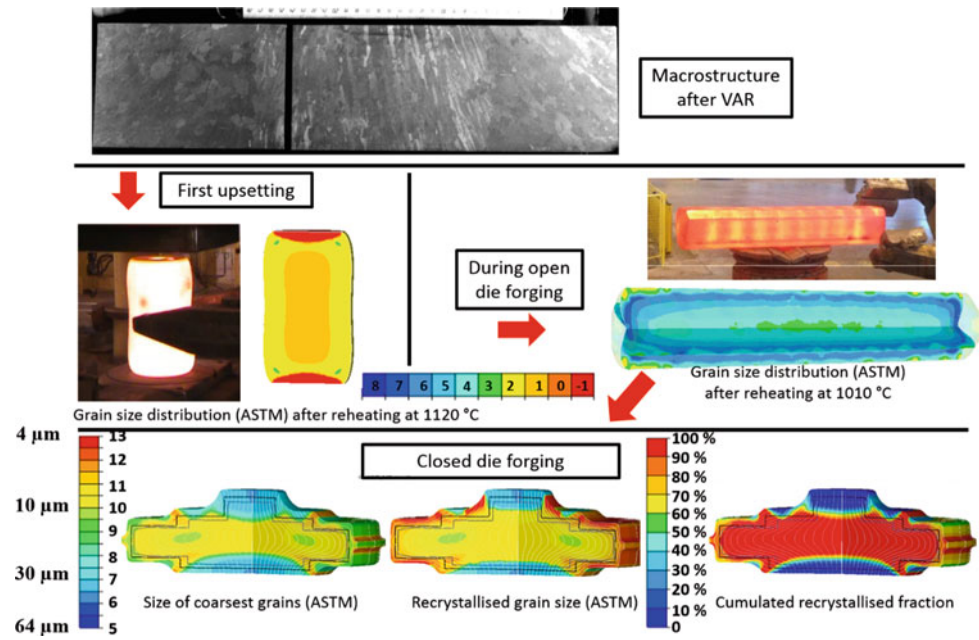 Macrostructure
after VAR
First upsetting
During open
die forging
8 7 6 5 4 3 2 1 0 -1
Grain size distribution (ASTM) after reheating at 1120 °C
Grain size distribution (ASTM)
after reheating at 1010 °C
Closed die forging
4 µm
10 µm
30 µm
64 µm
13
12
11
10
9
8
7
6
5
100 %
90 %
80 %
70 %
60 %
50 %
40 %
30 %
20 %
10 %
0 %
Size of coarsest grains (ASTM)
Recrystallised grain size (ASTM)
Cumulated recrystallised fraction